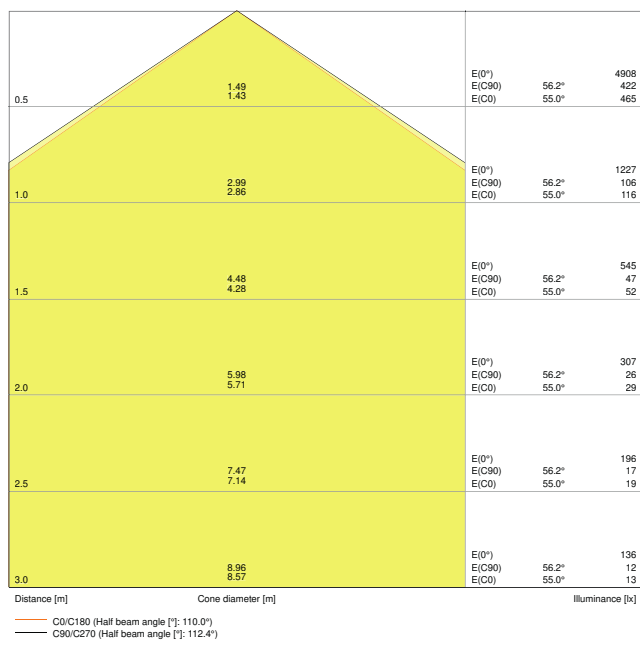 E(0°) 4908
1.49 E(C90) 56.2° 422
0.5 1.43 E(C0) 55.0° 465
E(0°) 1227
2.99 E(C90) 56.2° 106
1.0 2.86 E(C0) 55.0° 116
E(0°) 545
4.48 E(C90) 56.2° 47
1.5 4.28 E(C0) 55.0° 52
E(0°) 307
5.98 E(C90) 56.2° 26
2.0 5.71 E(C0) 55.0° 29
E(0°) 196
7.47 E(C90) 56.2° 17
2.5 7.14 E(C0) 55.0° 19
E(0°) 136
8.96 E(C90) 56.2° 12
3.0 8.57 E(C0) 55.0° 13
Distance [m] Cone diameter [m] Illuminance [lx]
C0/C180 (Half beam angle [°]: 110.0°)
C90/C270 (Half beam angle [°]: 112.4°)